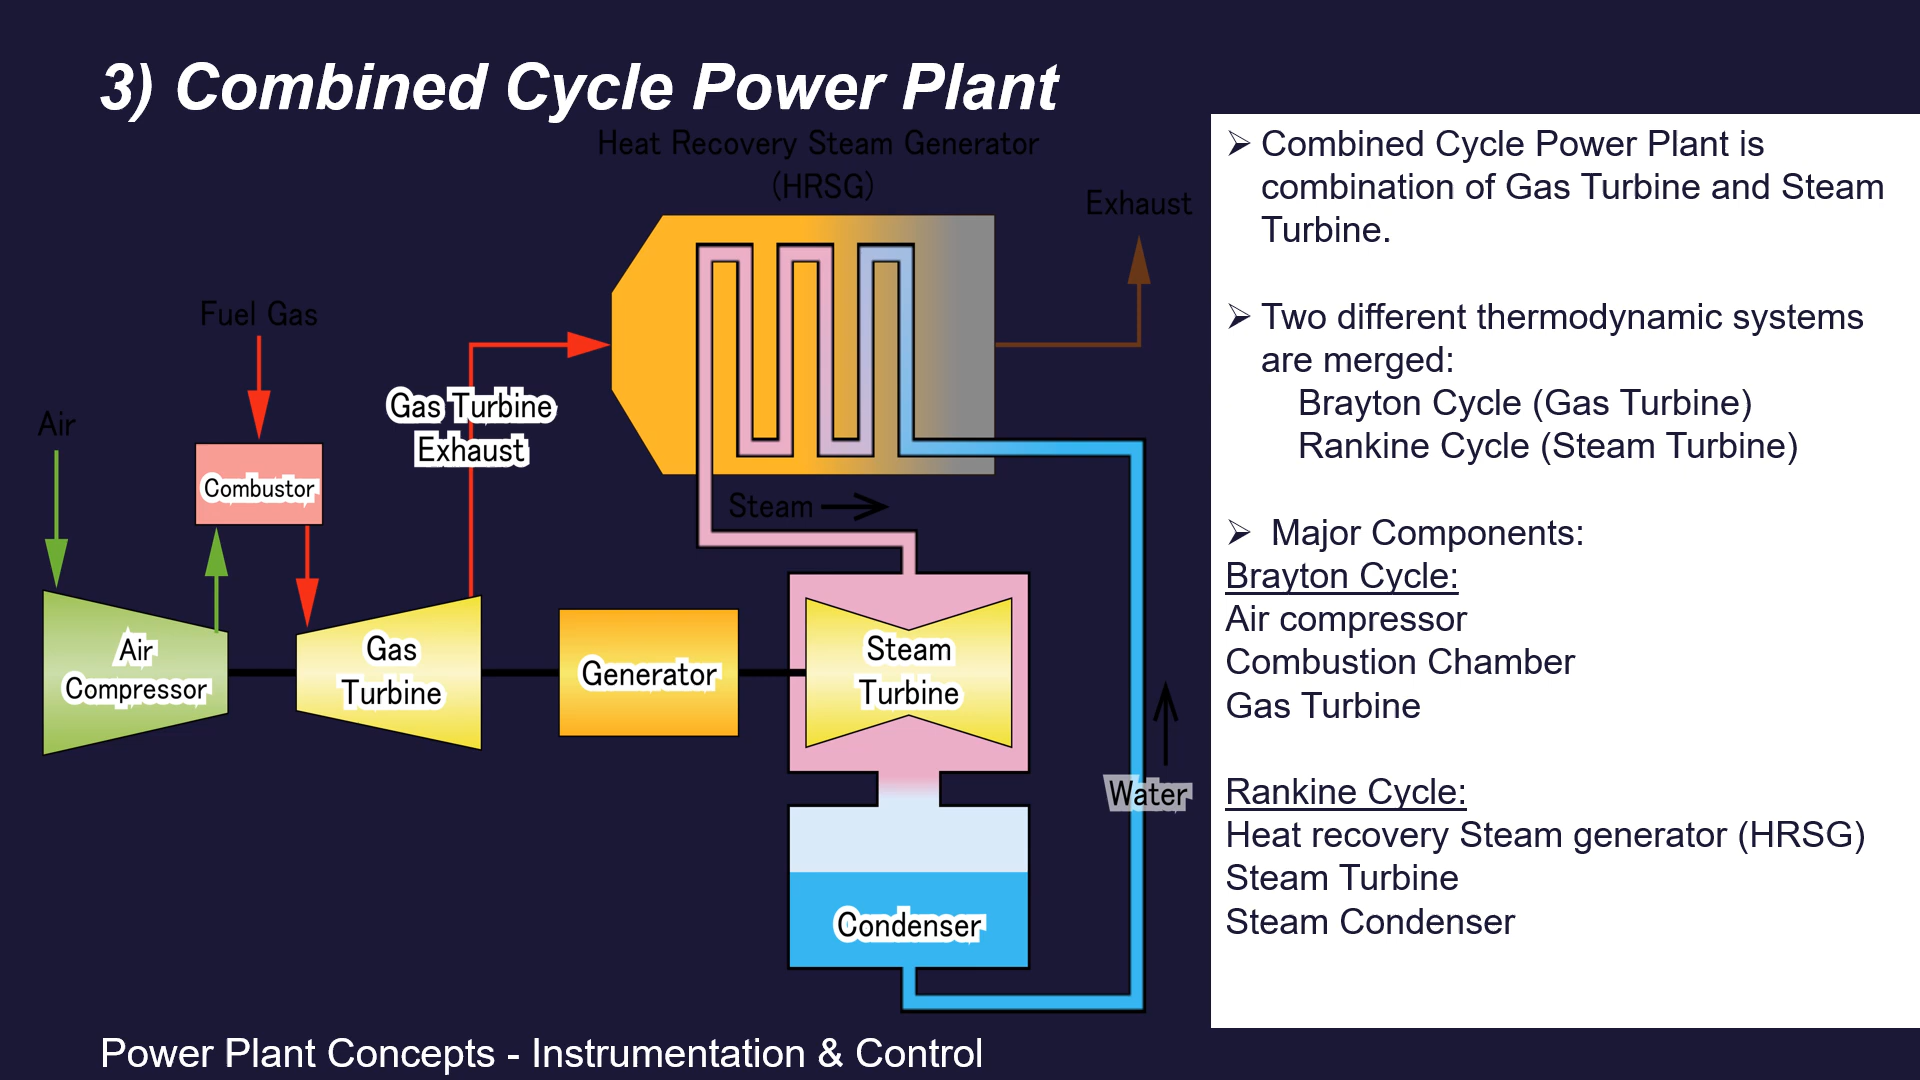 3) Combined Cycle Power Plant
Heat Recovery Steam Generator
(HRSG)
Exhaust
Fuel Gas
Air
Gas Turbine
Exhaust
Combustor
Steam
Air
Compressor
Gas
Turbine
Generator
Steam
Turbine
Water
Condenser
Combined Cycle Power Plant is
combination of Gas Turbine and Steam
Turbine.
Two different thermodynamic systems
are merged:
Brayton Cycle (Gas Turbine)
Rankine Cycle (Steam Turbine)
Major Components:
Brayton Cycle:
Air compressor
Combustion Chamber
Gas Turbine
Rankine Cycle:
Heat recovery Steam generator (HRSG)
Steam Turbine
Steam Condenser
Power Plant Concepts - Instrumentation & Control